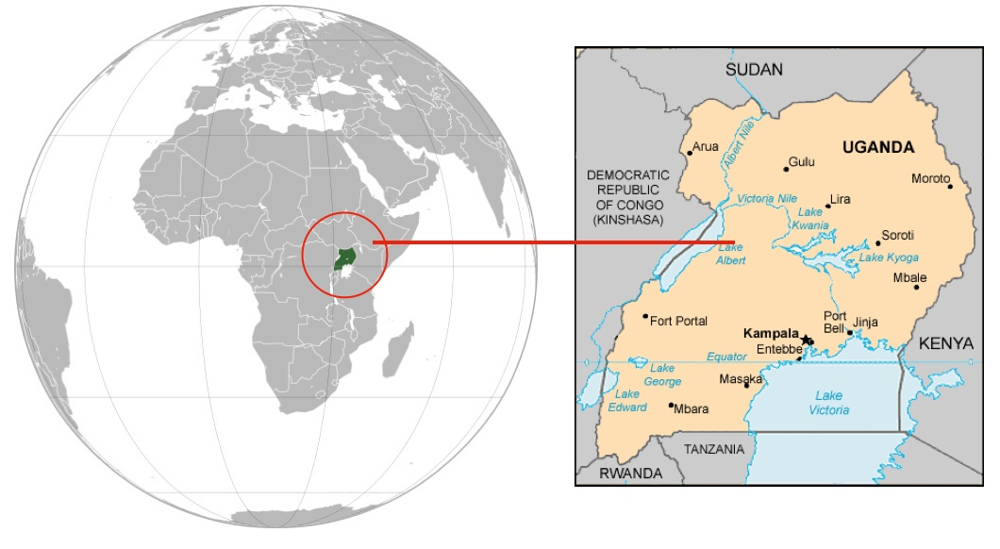 SUDAN
Albert Nile
Arua
UGANDA
Gulu
Moroto
DEMOCRATIC
REPUBLIC
OF CONGO
(KINSHASA)
Victoria Nile
Lira
Lake
Kwania
Soroti
Lake
Albert
Lake Kyoga
Mbale
Fort Portal
Port
Bell
Jinja
Kampala
Entebbe
KENYA
Equator
Lake
George
Masaka
Lake
Edward
Lake
Victoria
Mbara
TANZANIA
RWANDA